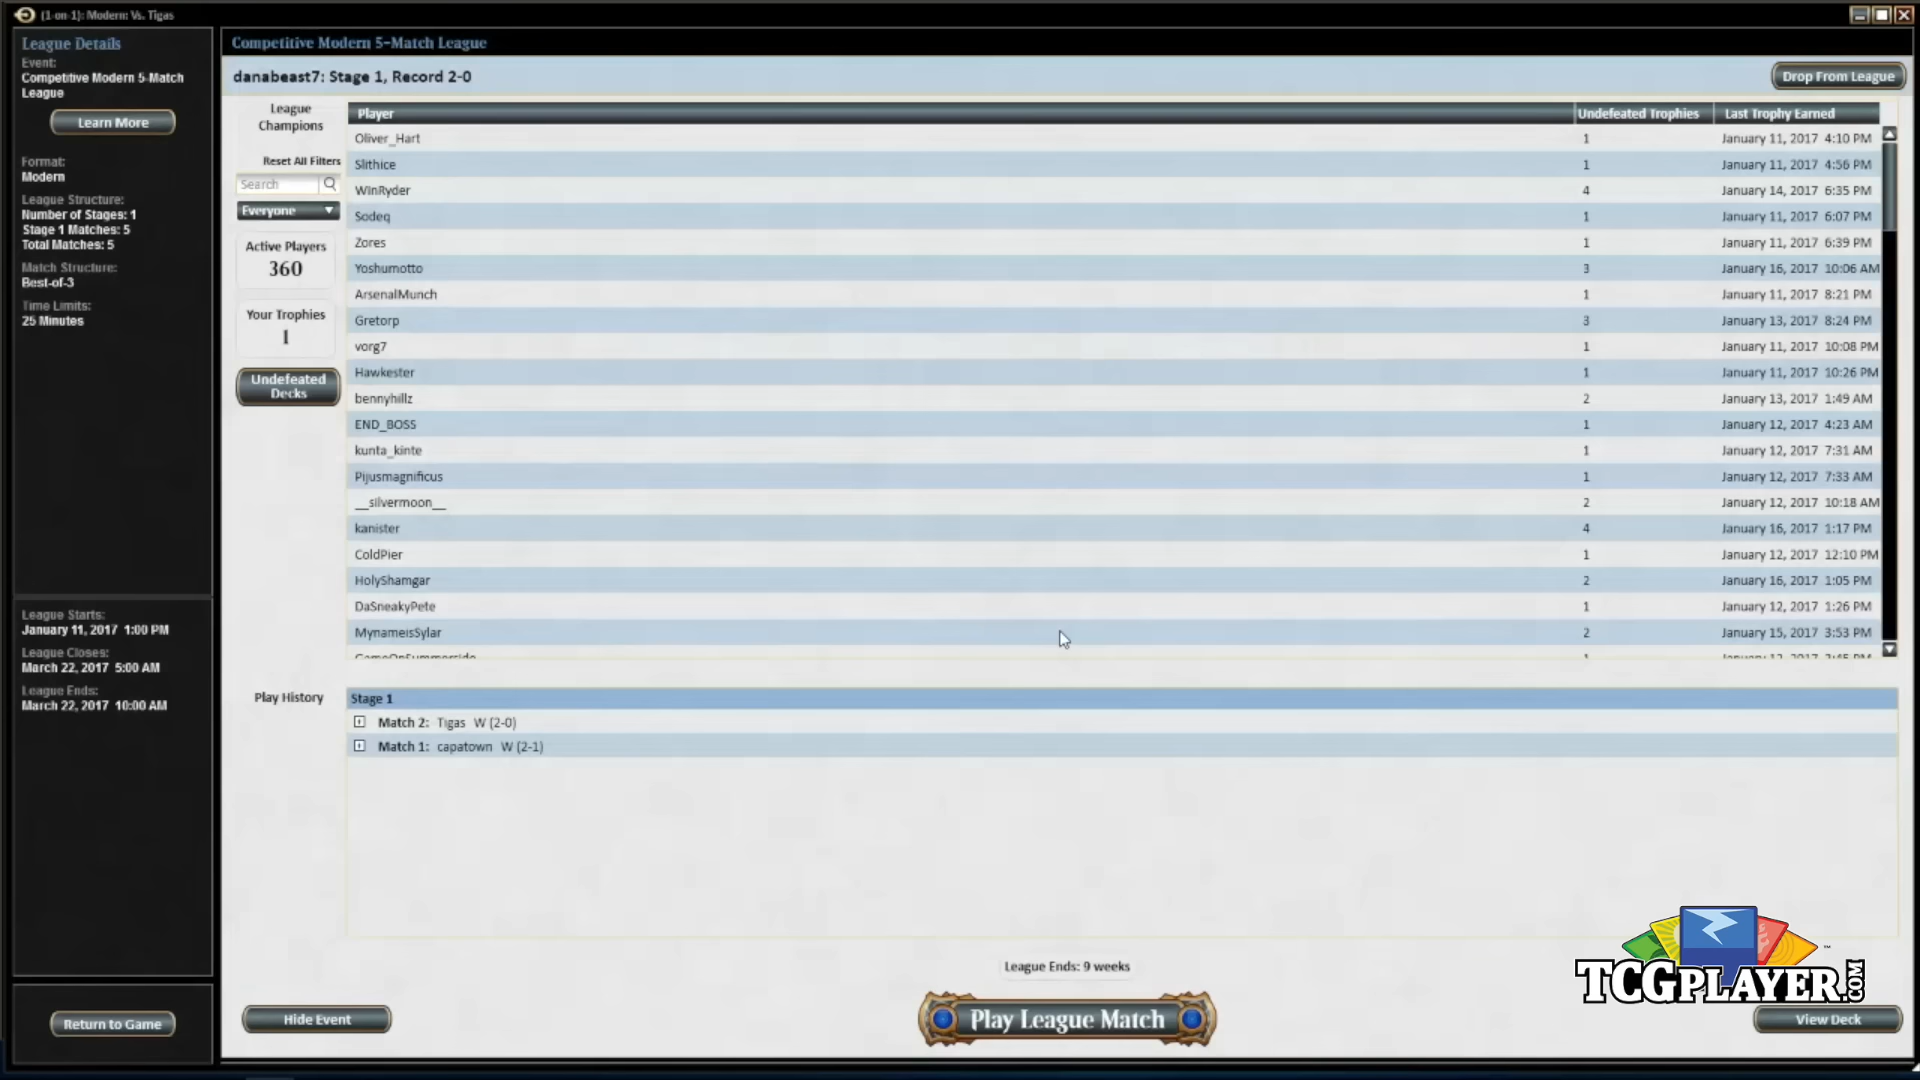 (1-on-1): Modern: Vs. Tigas
League Details
Event:
Competitive Modern 5-Match
League
Learn More
Format:
Modern
League Structure:
Number of Stages: 1
Stage 1 Matches: 5
Total Matches: 5
Match Structure:
Best-of-3
Time Limits:
25 Minutes
League Starts:
January 11, 2017 1:00 PM
League Closes:
March 22, 2017 5:00 AM
League Ends:
March 22, 2017 10:00 AM
Return to Game
Competitive Modern 5-Match League
danabeast7: Stage 1, Record 2-0
Drop From League
League
Champions
Reset All Filters
Search
Everyone
Active Players
360
Your Trophies
1
Undefeated
Decks
Player Undefeated Trophies Last Trophy Earned
Oliver_Hart 1 January 11, 2017 4:10 PM
Slithice 1 January 11, 2017 4:56 PM
WinRyder 4 January 14, 2017 6:35 PM
Sodeq 1 January 11, 2017 6:07 PM
Zores 1 January 11, 2017 6:39 PM
Yoshumotto 3 January 16, 2017 10:06 AM
ArsenalMunch 1 January 11, 2017 8:21 PM
Gretorp 3 January 13, 2017 8:24 PM
vorg7 1 January 11, 2017 10:08 PM
Hawkester 1 January 11, 2017 10:26 PM
bennyhillz 2 January 13, 2017 1:49 AM
END_BOSS 1 January 12, 2017 4:23 AM
kunta_kinte 1 January 12, 2017 7:31 AM
Pijusmagnificus 1 January 12, 2017 7:33 AM
__silvermoon__ 2 January 12, 2017 10:18 AM
kanister 4 January 16, 2017 1:17 PM
ColdPier 1 January 12, 2017 12:10 PM
HolyShamgar 2 January 16, 2017 1:05 PM
DaSneakyPete 1 January 12, 2017 1:26 PM
MynameisSylar 2 January 15, 2017 3:53 PM
Play History
Stage 1
Match 2: Tigas W (2-0)
Match 1: capatown W (2-1)
League Ends: 9 weeks
Hide Event
Play League Match
TCGPLAYER.COM
View Deck